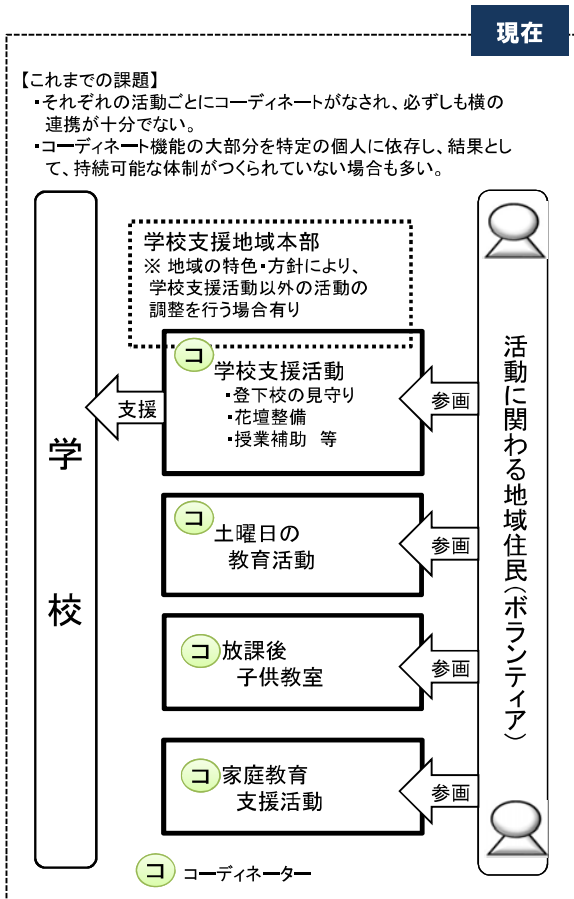 現在
【これまでの課題】
・それぞれの活動ごとにコーディネートがなされ、必ずしも横の
連携が十分でない。
・コーディネート機能の大部分を特定の個人に依存し、結果とし
て、持続可能な体制がつくられていない場合も多い。
学校支援地域本部
※ 地域の特色・方針により、
学校支援活動以外の活動の
調整を行う場合有り
コ
学校支援活動
・登下校の見守り
・花壇整備
・授業補助 等
支援
参画
コ
土曜日の
教育活動
参画
コ 放課後
子供教室
参画
コ 家庭教育
支援活動
参画
学校
活動に関わる地域住民（ボランティア）
コ コーディネーター